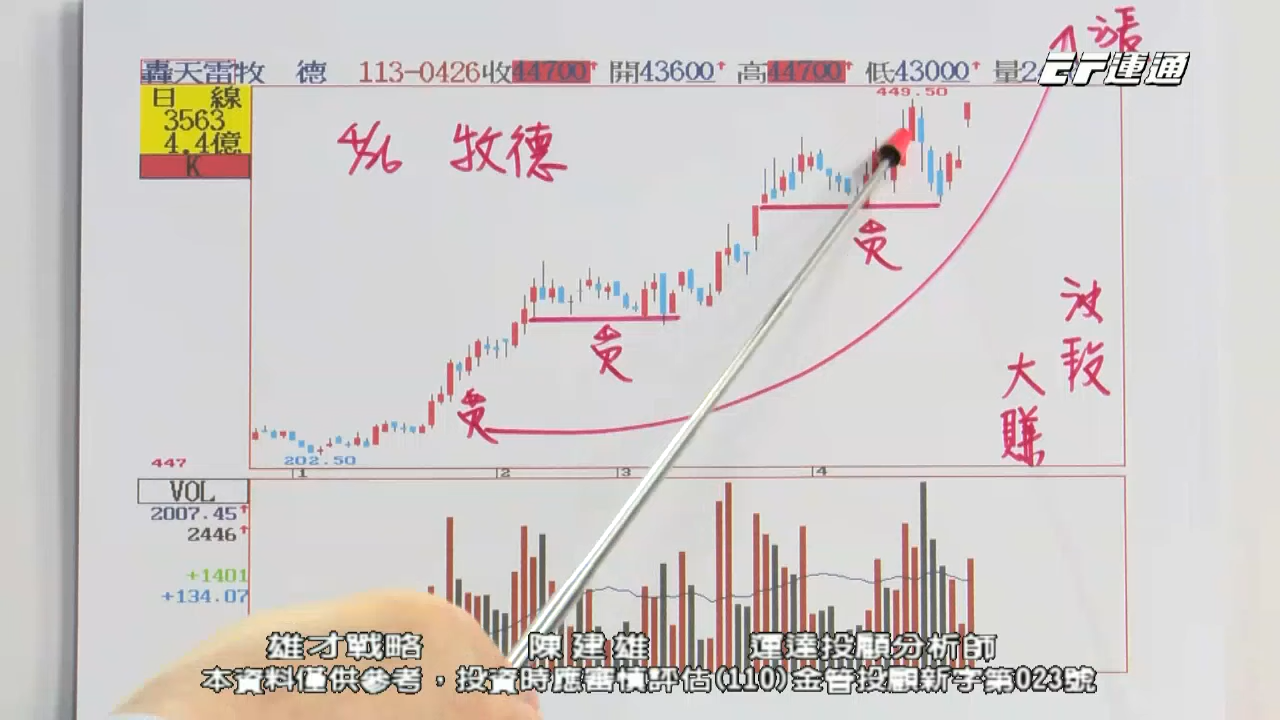 漲
轟天雷牧 德 113-0426收44700↑ 開43600↑ 高44700↑ 低43000↑ 量2
EF運通
日 線
3563
4.4億
K
449.50
4/26 牧德
買
買
買
波段
大賺
447
202.50
1 2 3 4
VOL
2007.45↑
2446↑
+1401
+134.07
雄才戰略 陳建雄 運達投顧分析師
本資料僅供參考，投資時應審慎評估(110)金管投顧新字第023號